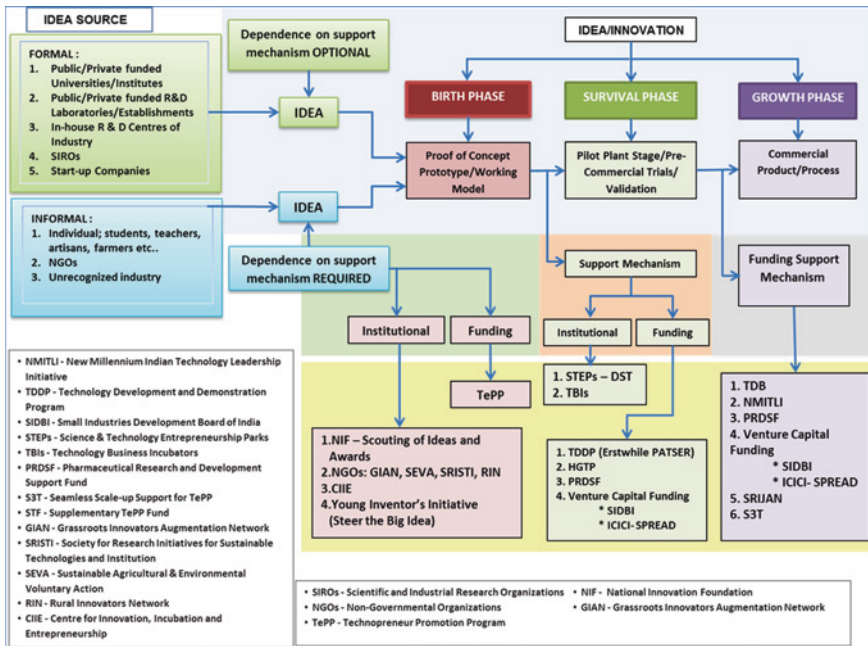 IDEA SOURCE
FORMAL :
1. Public/Private funded
Universities/Institutes
2. Public/Private funded R&D
Laboratories/Establishments
3. In-house R & D Centres of
Industry
4. SIROs
5. Start-up Companies
INFORMAL :
1. Individual; students, teachers,
artisans, farmers etc..
2. NGOs
3. Unrecognized industry
Dependence on support
mechanism OPTIONAL
IDEA
IDEA
Dependence on support
mechanism REQUIRED
IDEA/INNOVATION
BIRTH PHASE
SURVIVAL PHASE
GROWTH PHASE
Proof of Concept
Prototype/Working
Model
Pilot Plant Stage/Pre-
Commercial Trials/
Validation
Commercial
Product/Process
Support Mechanism
Funding Support
Mechanism
Institutional
Funding
Institutional
Funding
TePP
1. STEPs – DST
2. TBIs
1.NIF – Scouting of Ideas and
Awards
2.NGOs: GIAN, SEVA, SRISTI, RIN
3.CIIE
4.Young Inventor's Initiative
(Steer the Big Idea)
1. TDDP (Erstwhile PATSER)
2. HGTP
3. PRDSF
4. Venture Capital Funding
* SIDBI
* ICICI- SPREAD
1. TDB
2. NMITLI
3. PRDSF
4. Venture Capital
Funding
* SIDBI
* ICICI- SPREAD
5. SRIJAN
6. S3T
• NMITLI - New Millennium Indian Technology Leadership
Initiative
• TDDP - Technology Development and Demonstration
Program
• SIDBI - Small Industries Development Board of India
• STEPs - Science & Technology Entrepreneurship Parks
• TBIs - Technology Business Incubators
• PRDSF - Pharmaceutical Research and Development
Support Fund
• S3T - Seamless Scale-up Support for TePP
• STF - Supplementary TePP Fund
• GIAN - Grassroots Innovators Augmentation Network
• SRISTI - Society for Research Initiatives for Sustainable
Technologies and Institution
• SEVA - Sustainable Agricultural & Environmental
Voluntary Action
• RIN - Rural Innovators Network
• CIIE - Centre for Innovation, Incubation and
Entrepreneurship
• SIROs - Scientific and Industrial Research Organizations
• NGOs - Non-Governmental Organizations
• TePP - Technopreneur Promotion Program
• NIF - National Innovation Foundation
• GIAN - Grassroots Innovators Augmentation Network